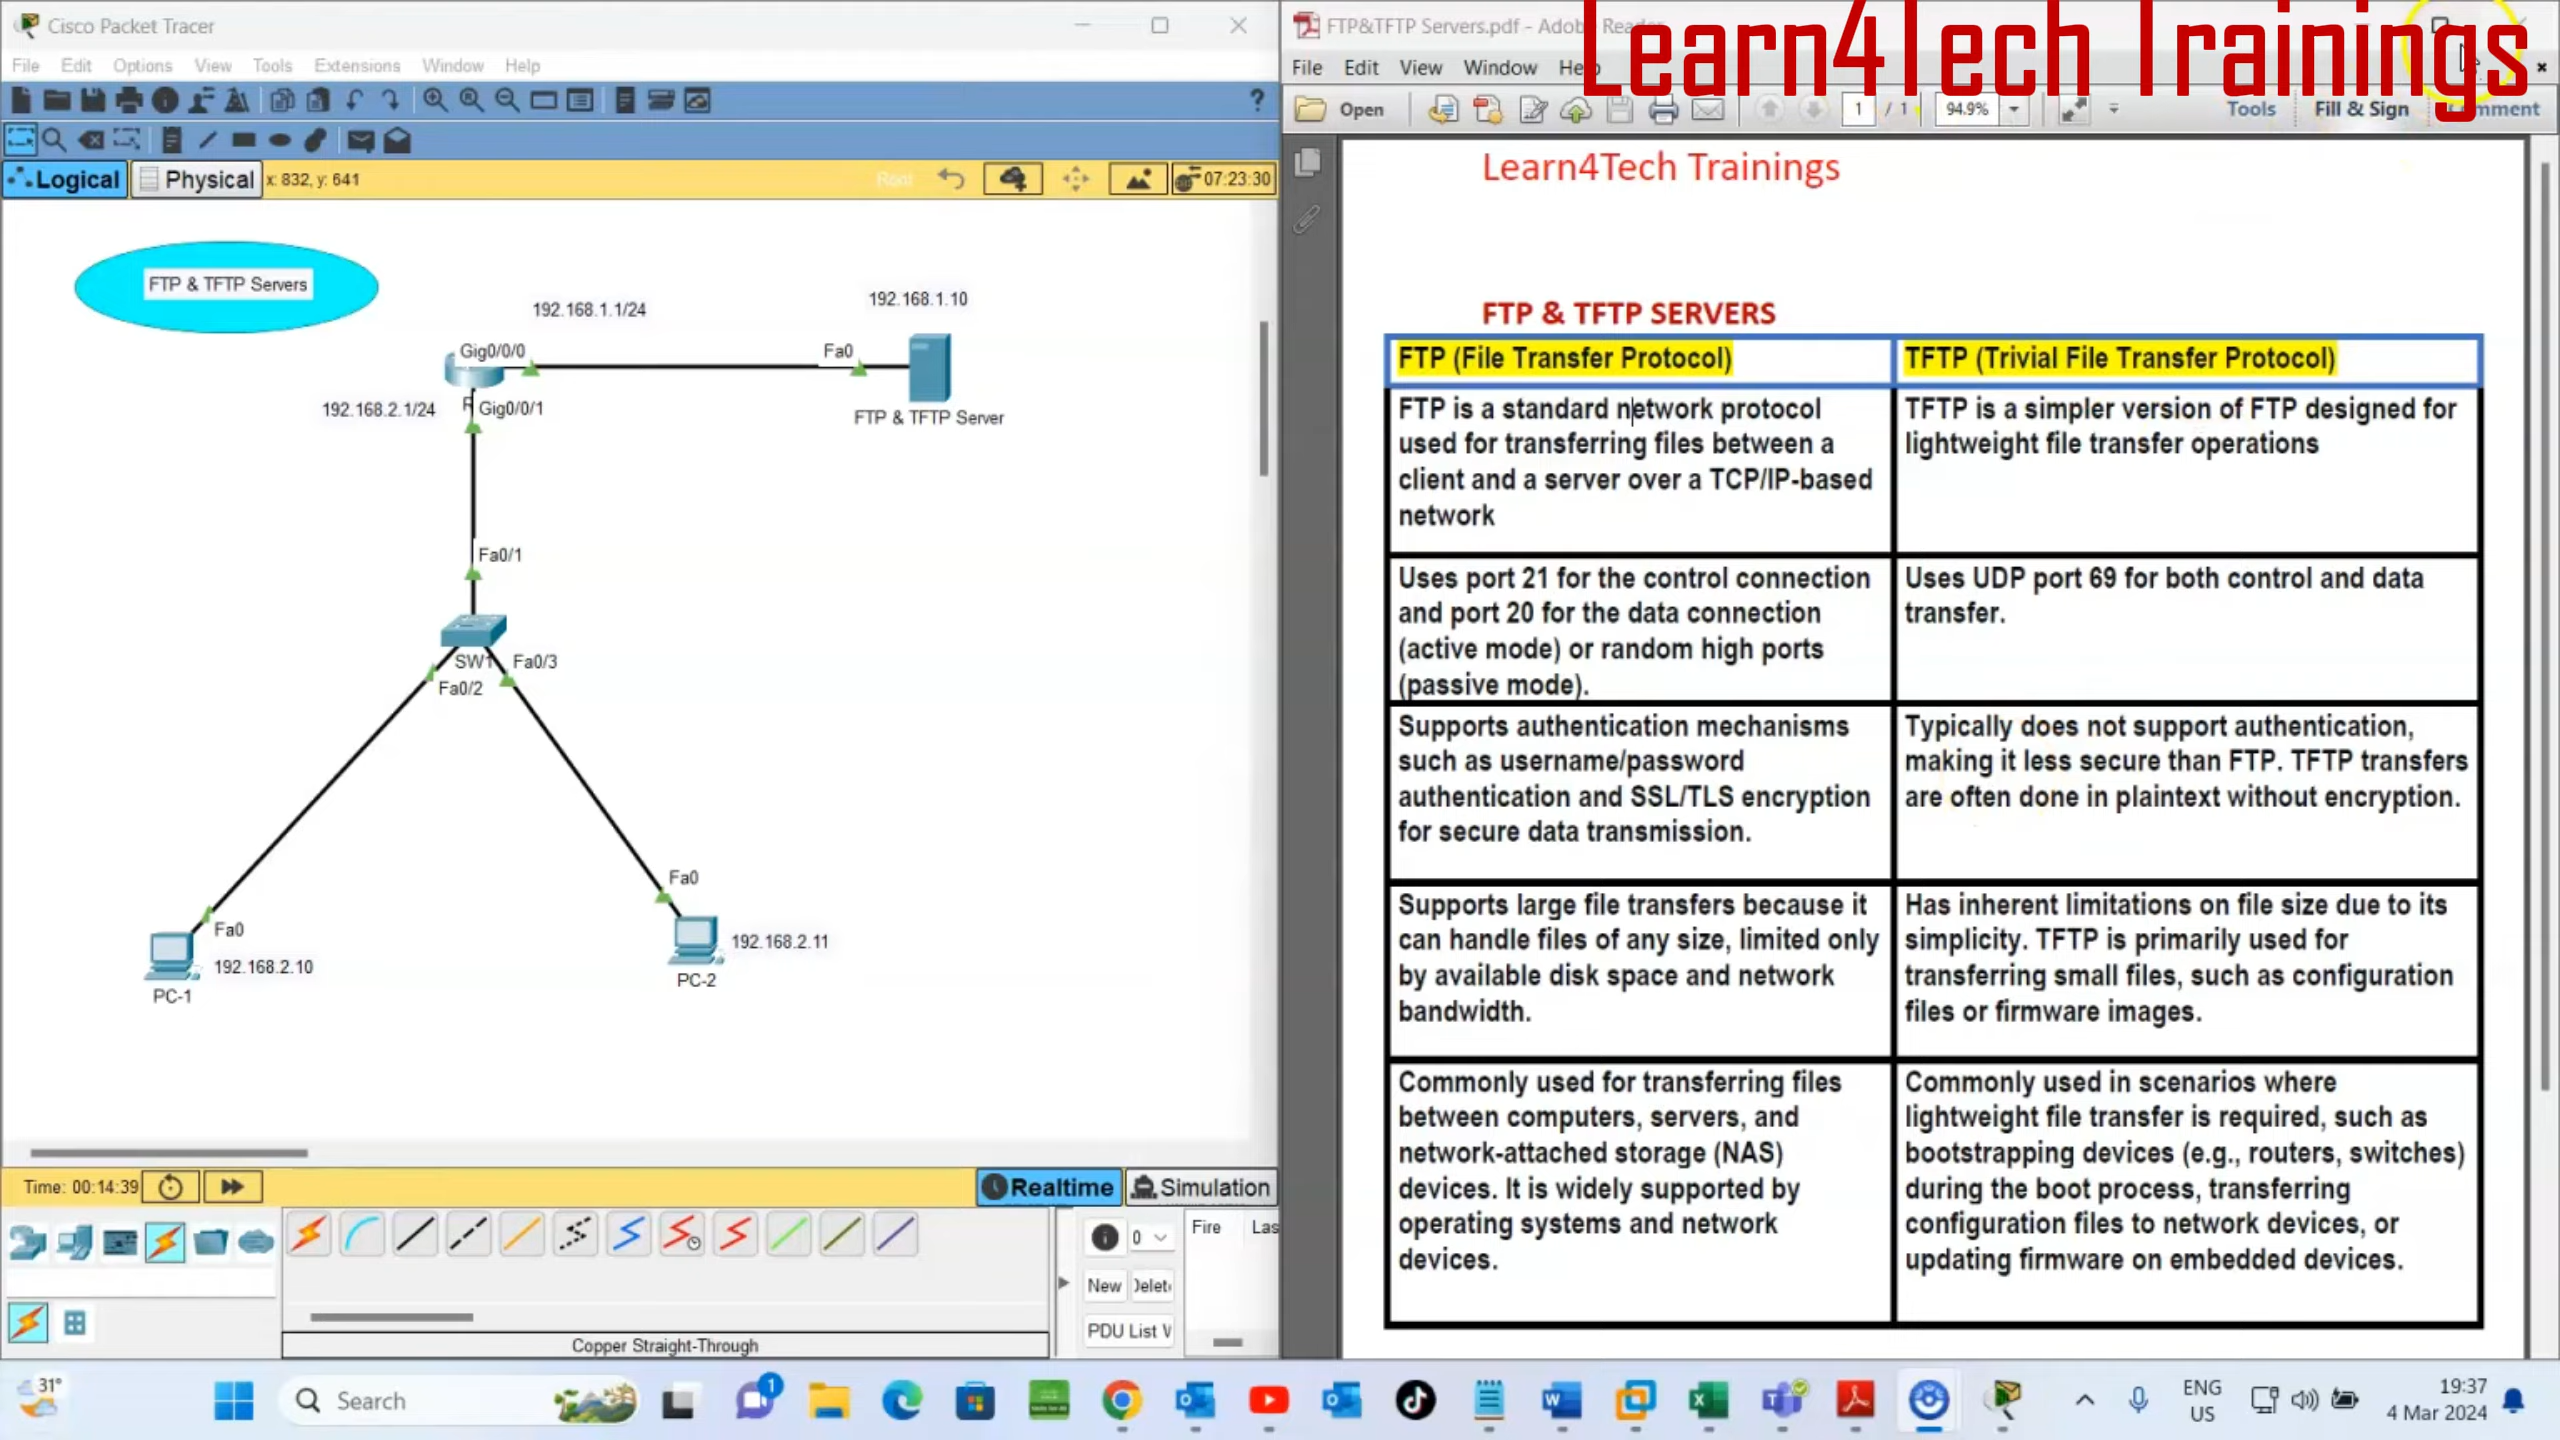 Cisco Packet Tracer
File Edit Options View Tools Extensions Window Help
Logical
Physical
x: 832, y: 641
Root
07:23:30
FTP & TFTP Servers
192.168.1.1/24
192.168.1.10
Gig0/0/0
Fa0
192.168.2.1/24
Gig0/0/1
FTP & TFTP Server
Fa0/1
SW1
Fa0/3
Fa0/2
Fa0
Fa0
192.168.2.10
PC-1
192.168.2.11
PC-2
Time: 00:14:39
Realtime
Simulation
0
Fire
New
PDU List
Copper Straight-Through
FTP&TFTP Servers.pdf - Adobe Reader
Learn4Tech Trainings
File Edit View Window Help
Open
1 / 1
94.9%
Tools
Fill & Sign
Comment
Learn4Tech Trainings
FTP & TFTP SERVERS
FTP (File Transfer Protocol)
TFTP (Trivial File Transfer Protocol)
FTP is a standard network protocol
used for transferring files between a
client and a server over a TCP/IP-based
network
TFTP is a simpler version of FTP designed for
lightweight file transfer operations
Uses port 21 for the control connection
and port 20 for the data connection
(active mode) or random high ports
(passive mode).
Uses UDP port 69 for both control and data
transfer.
Supports authentication mechanisms
such as username/password
authentication and SSL/TLS encryption
for secure data transmission.
Typically does not support authentication,
making it less secure than FTP. TFTP transfers
are often done in plaintext without encryption.
Supports large file transfers because it
can handle files of any size, limited only
by available disk space and network
bandwidth.
Has inherent limitations on file size due to its
simplicity. TFTP is primarily used for
transferring small files, such as configuration
files or firmware images.
Commonly used for transferring files
between computers, servers, and
network-attached storage (NAS)
devices. It is widely supported by
operating systems and network
devices.
Commonly used in scenarios where
lightweight file transfer is required, such as
bootstrapping devices (e.g., routers, switches)
during the boot process, transferring
configuration files to network devices, or
updating firmware on embedded devices.
31°
Search
1
ENG
US
19:37
4 Mar 2024